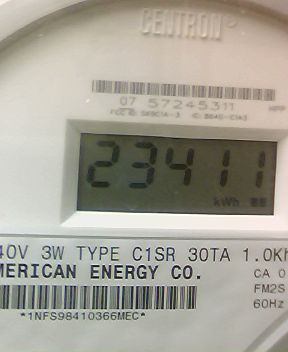 CENTRON®
07 57245311
23411
kWh
40V 3W TYPE C1SR 30TA 1.0Kh
MERICAN ENERGY CO.
CA 0
FM2S
60Hz
*1NFS98410366MEC*